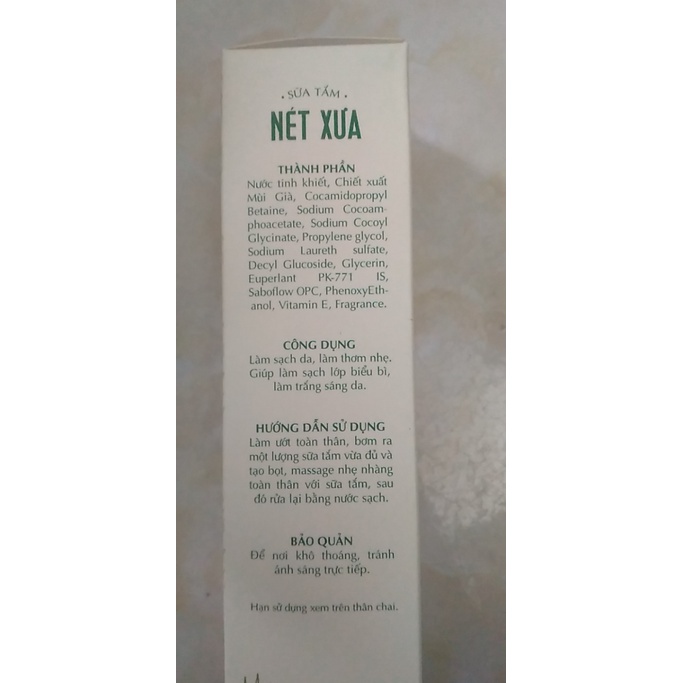 • SỮA TẮM •
NÉT XƯA
THÀNH PHẦN
Nước tinh khiết, Chiết xuất
Mùi Già, Cocamidopropyl
Betaine, Sodium Cocoam-
phoacetate, Sodium Cocoyl
Glycinate, Propylene glycol,
Sodium Laureth sulfate,
Decyl Glucoside, Glycerin,
Euperlant PK-771 IS,
Saboflow OPC, PhenoxyEth-
anol, Vitamin E, Fragrance.
CÔNG DỤNG
Làm sạch da, làm thơm nhẹ.
Giúp làm sạch lớp biểu bì,
làm trắng sáng da.
HƯỚNG DẪN SỬ DỤNG
Làm ướt toàn thân, bơm ra
một lượng sữa tắm vừa đủ và
tạo bọt, massage nhẹ nhàng
toàn thân với sữa tắm, sau
đó rửa lại bằng nước sạch.
BẢO QUẢN
Để nơi khô thoáng, tránh
ánh sáng trực tiếp.
Hạn sử dụng xem trên thân chai.